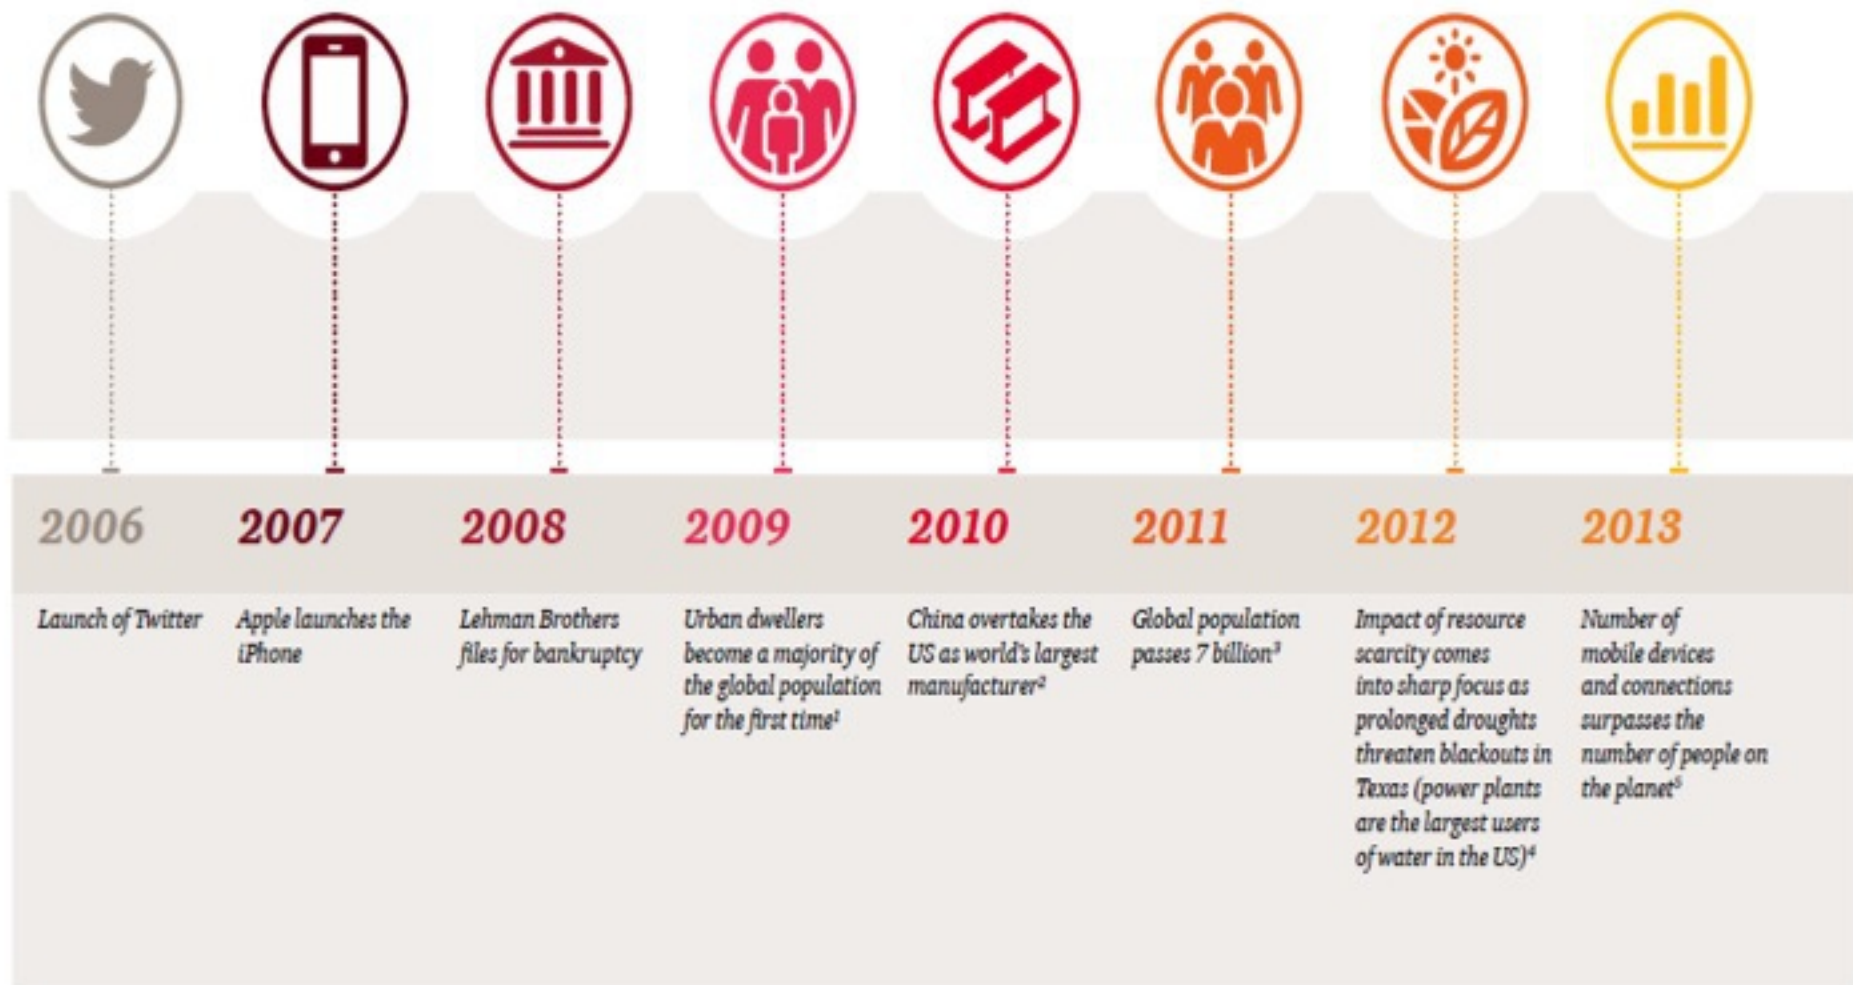 2006
Launch of Twitter
2007
Apple launches the
iPhone
2008
Lehman Brothers
files for bankruptcy
2009
Urban dwellers
become a majority of
the global population
for the first time¹
2010
China overtakes the
US as world's largest
manufacturer²
2011
Global population
passes 7 billion³
2012
Impact of resource
scarcity comes
into sharp focus as
prolonged droughts
threaten blackouts in
Texas (power plants
are the largest users
of water in the US)⁴
2013
Number of
mobile devices
and connections
surpasses the
number of people on
the planet⁵